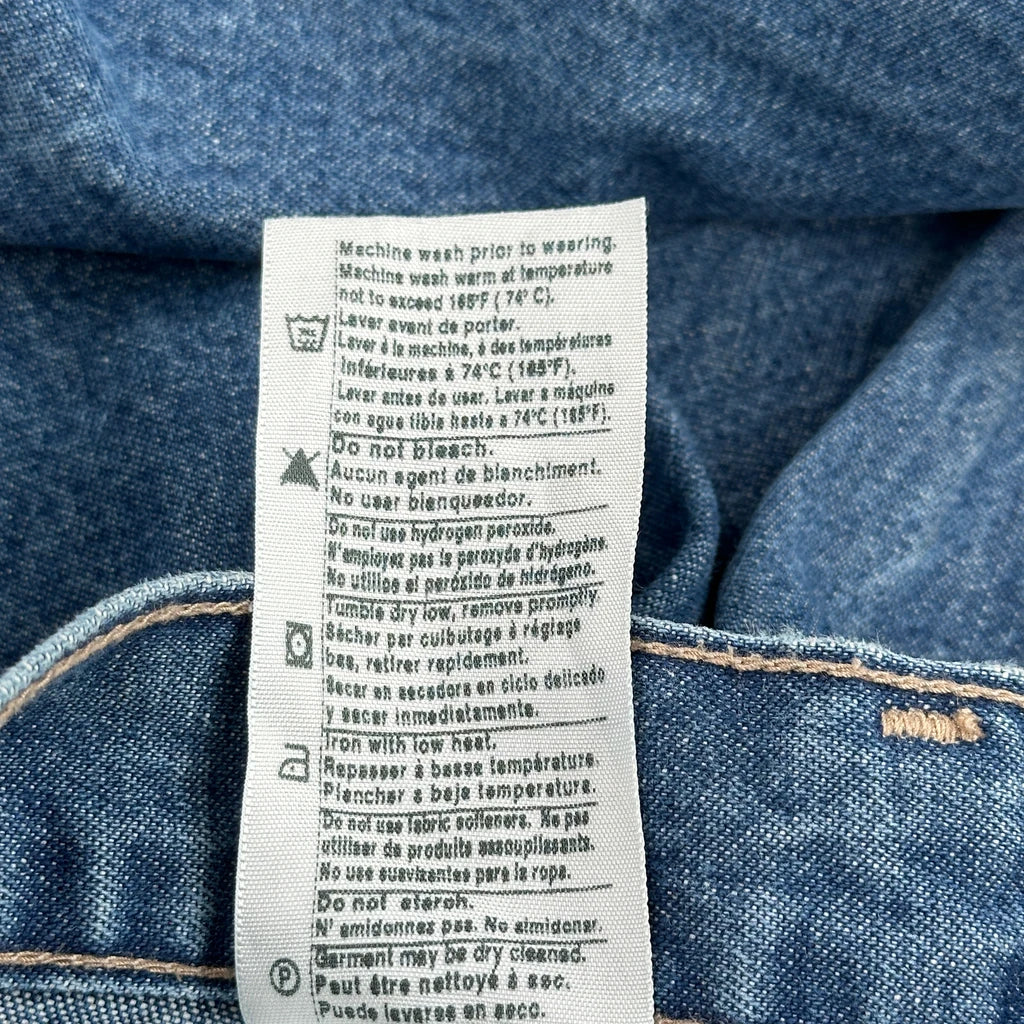 Machine wash prior to wearing.
Machine wash warm at temperature
not to exceed 165°F ( 74° C).
Laver avant de porter.
Laver à la machine, à des températures
Inférieures à 74°C (165°F).
Lavar antes de usar. Lavar a máquina
con agua tibia hasta a 74°C (165°F).
Do not bleach.
Aucun agent de blanchiment.
No usar blanqueador.
Do not use hydrogen peroxide.
N'employez pas le peroxyde d'hydrogène.
No utilice el peróxido de hidrógeno.
Tumble dry low, remove promptly
Sécher par culbutage à réglage
bas, retirer rapidement.
Secar en secadora en ciclo delicado
y sacar inmediatamente.
Iron with low heat.
Repasser à basse température.
Planchar a baja temperatura.
Do not use fabric softeners. Ne pas
utiliser de produits assouplissants.
No use suavizantes para la ropa.
Do not starch.
N' amidonnez pas. No almidonar.
P
Garment may be dry cleaned.
Peut être nettoyé à sec.
Puede lavarse en seco.